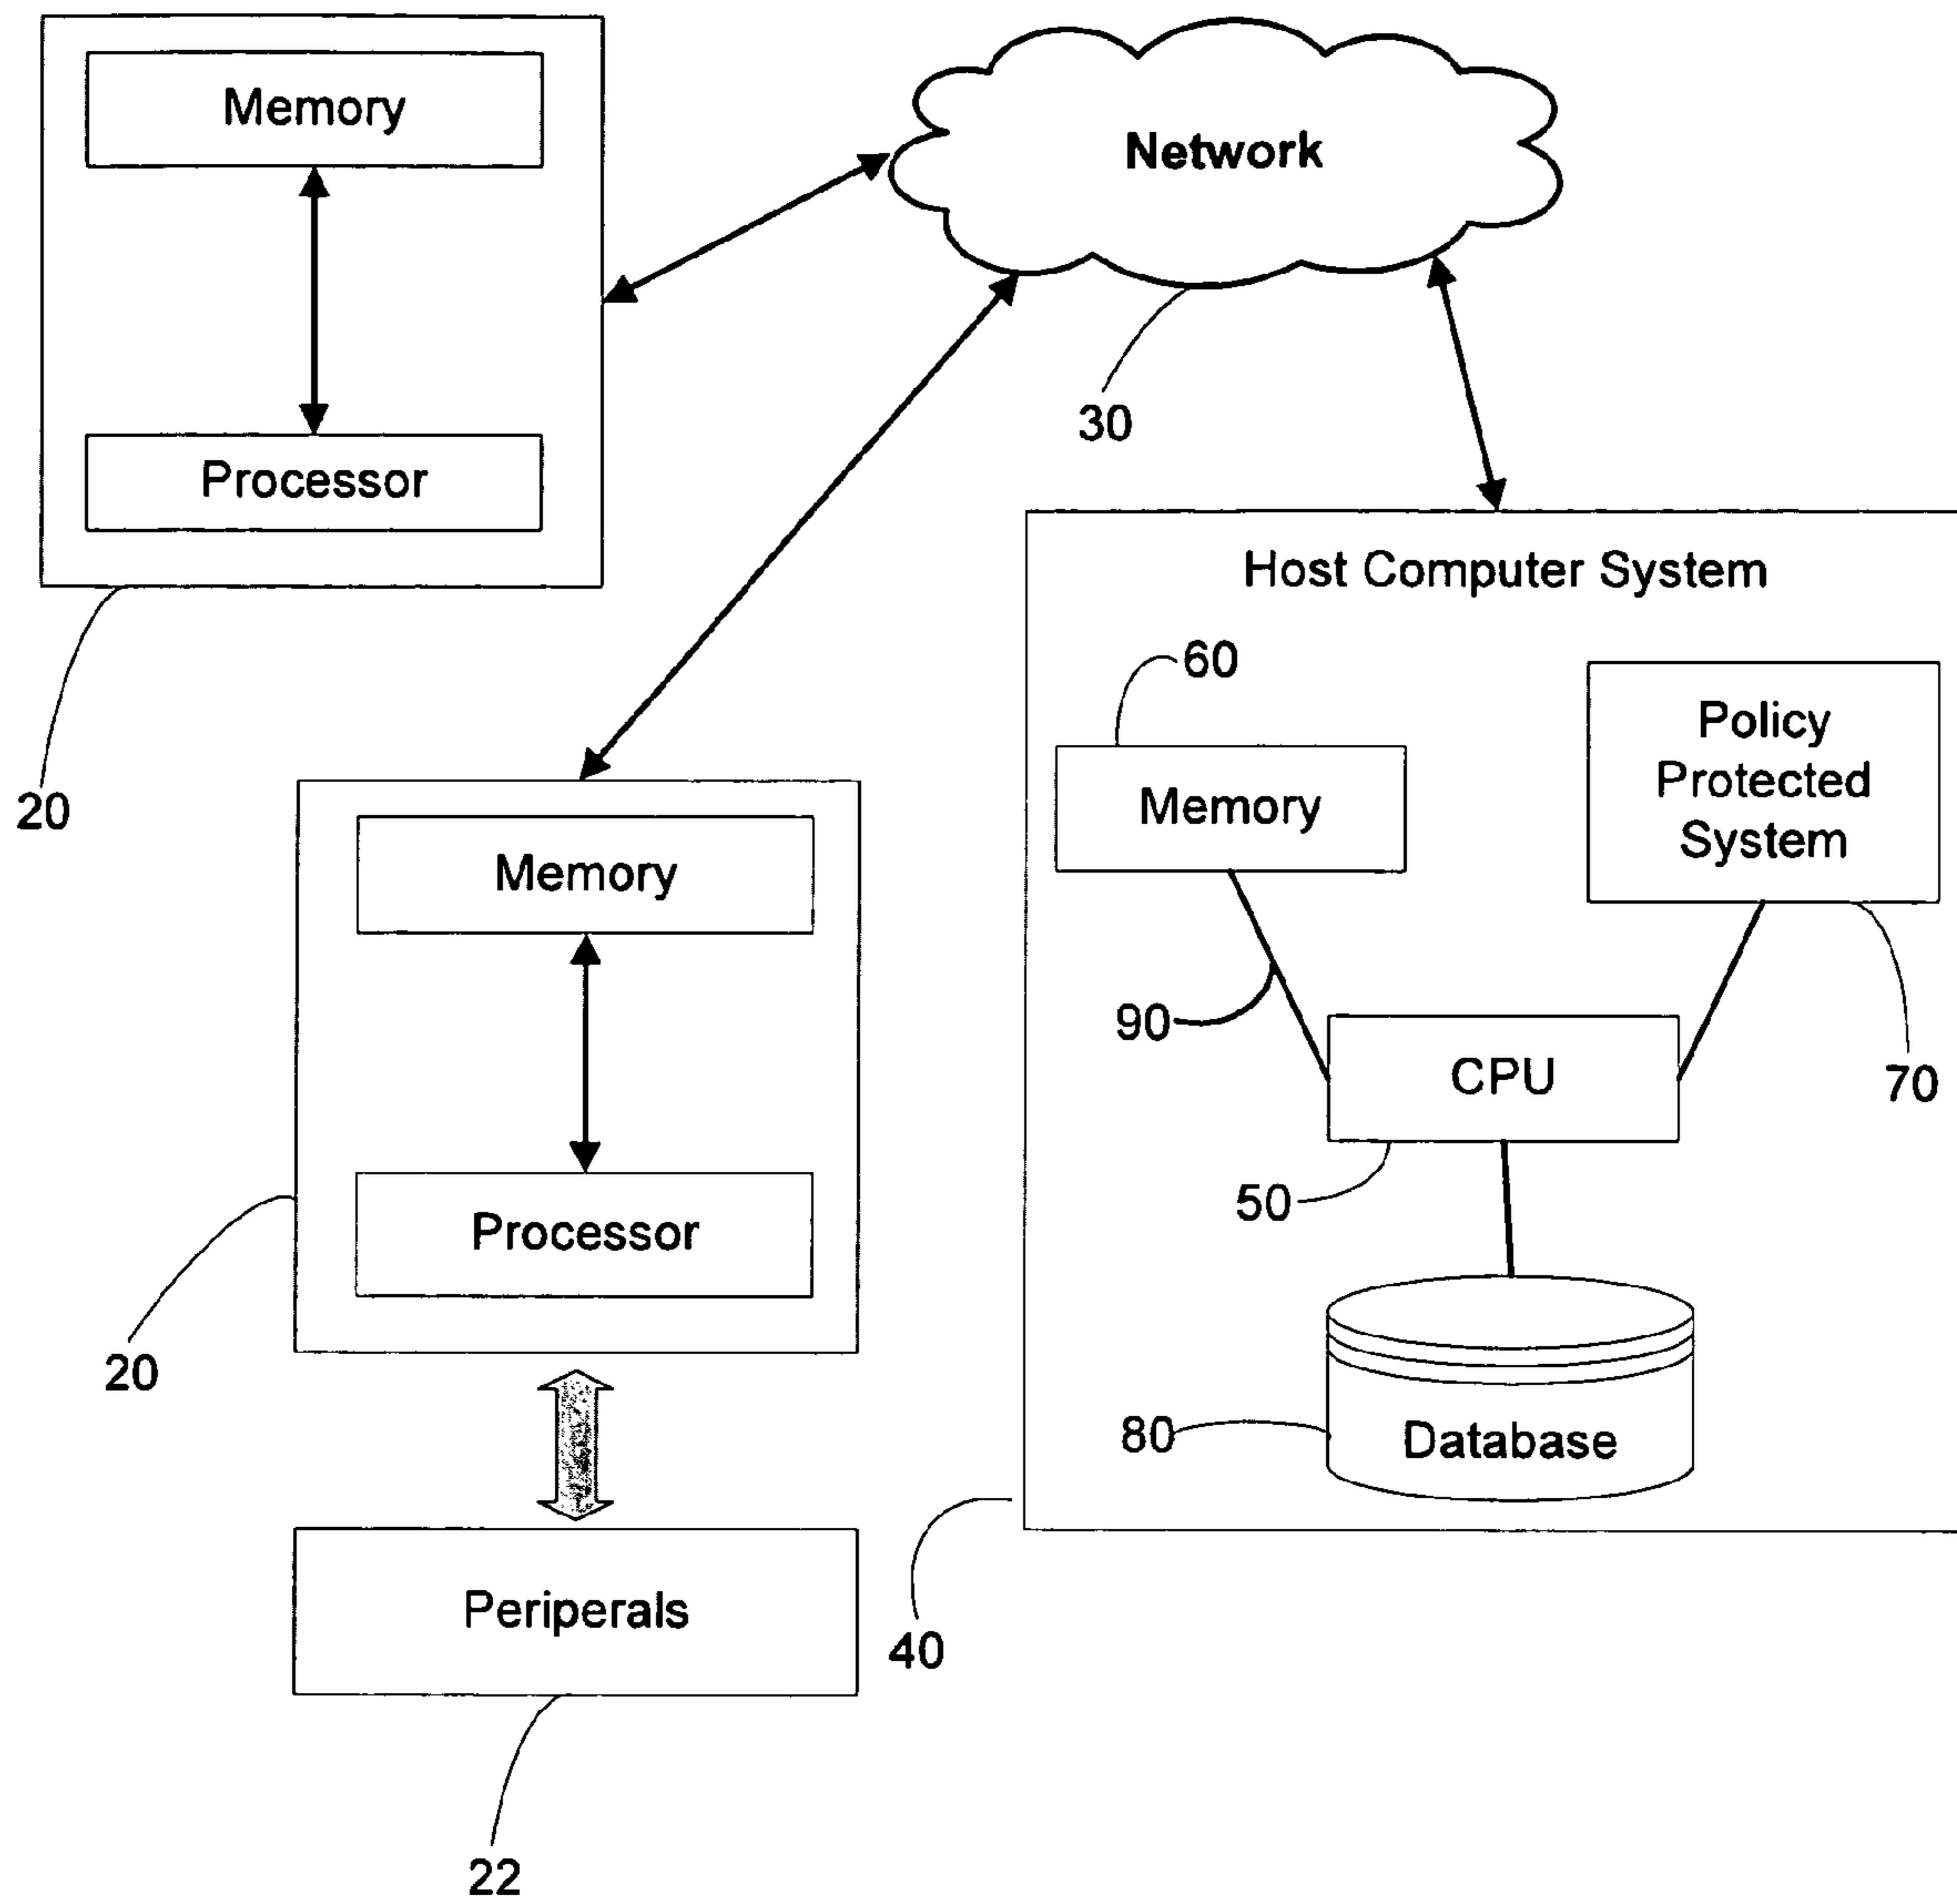 Memory
Network
Processor
30
20
Host Computer System
60
Policy
Protected
System
Memory
Memory
90
CPU
70
50
Processor
20
80
Database
Periperals
40
22